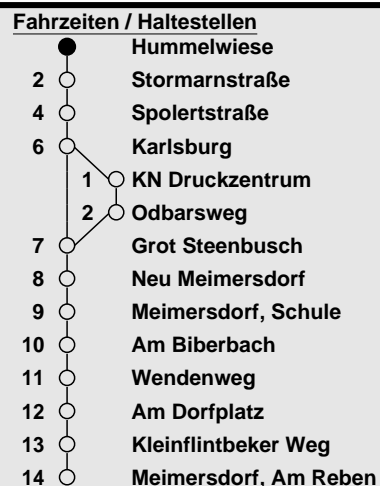 Fahrzeiten / Haltestellen
Hummelwiese
2 Stormarnstraße
4 Spolertstraße
6 Karlsburg
1 KN Druckzentrum
2 Odbarsweg
7 Grot Steenbusch
8 Neu Meimersdorf
9 Meimersdorf, Schule
10 Am Biberbach
11 Wendenweg
12 Am Dorfplatz
13 Kleinflintbeker Weg
14 Meimersdorf, Am Reben